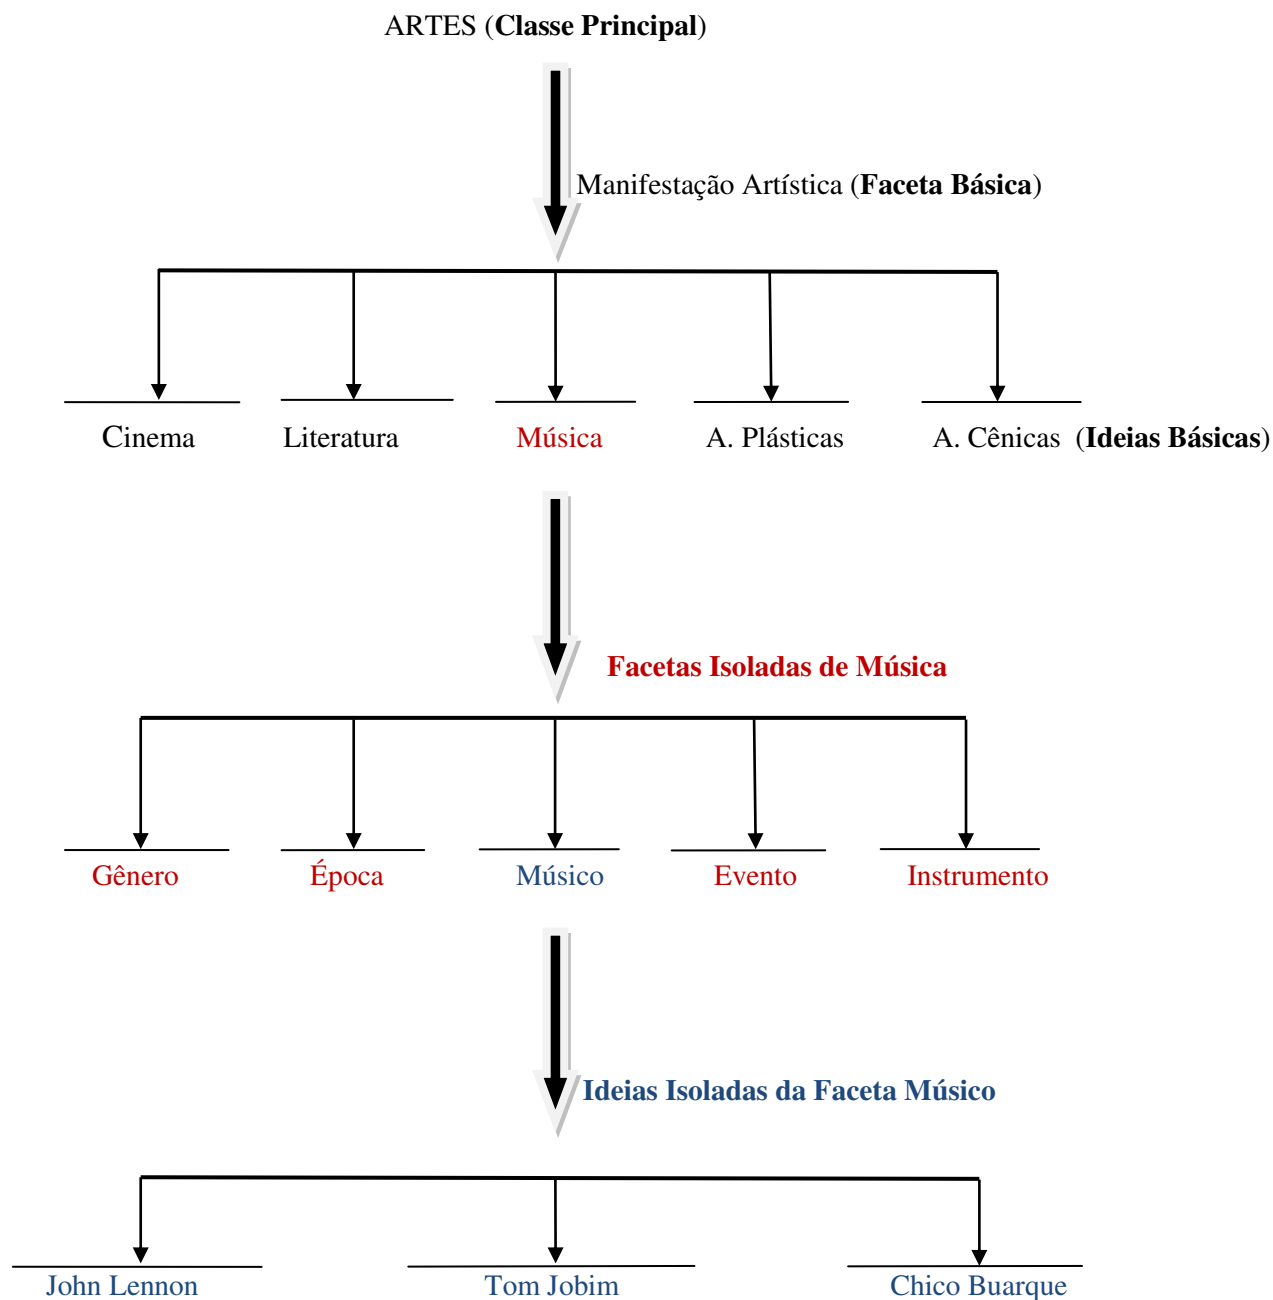 ARTES (Classe Principal)
Manifestação Artística (Faceta Básica)
Cinema Literatura Música A. Plásticas A. Cênicas (Ideias Básicas)
Facetas Isoladas de Música
Gênero Época Músico Evento Instrumento
Ideias Isoladas da Faceta Músico
John Lennon Tom Jobim Chico Buarque